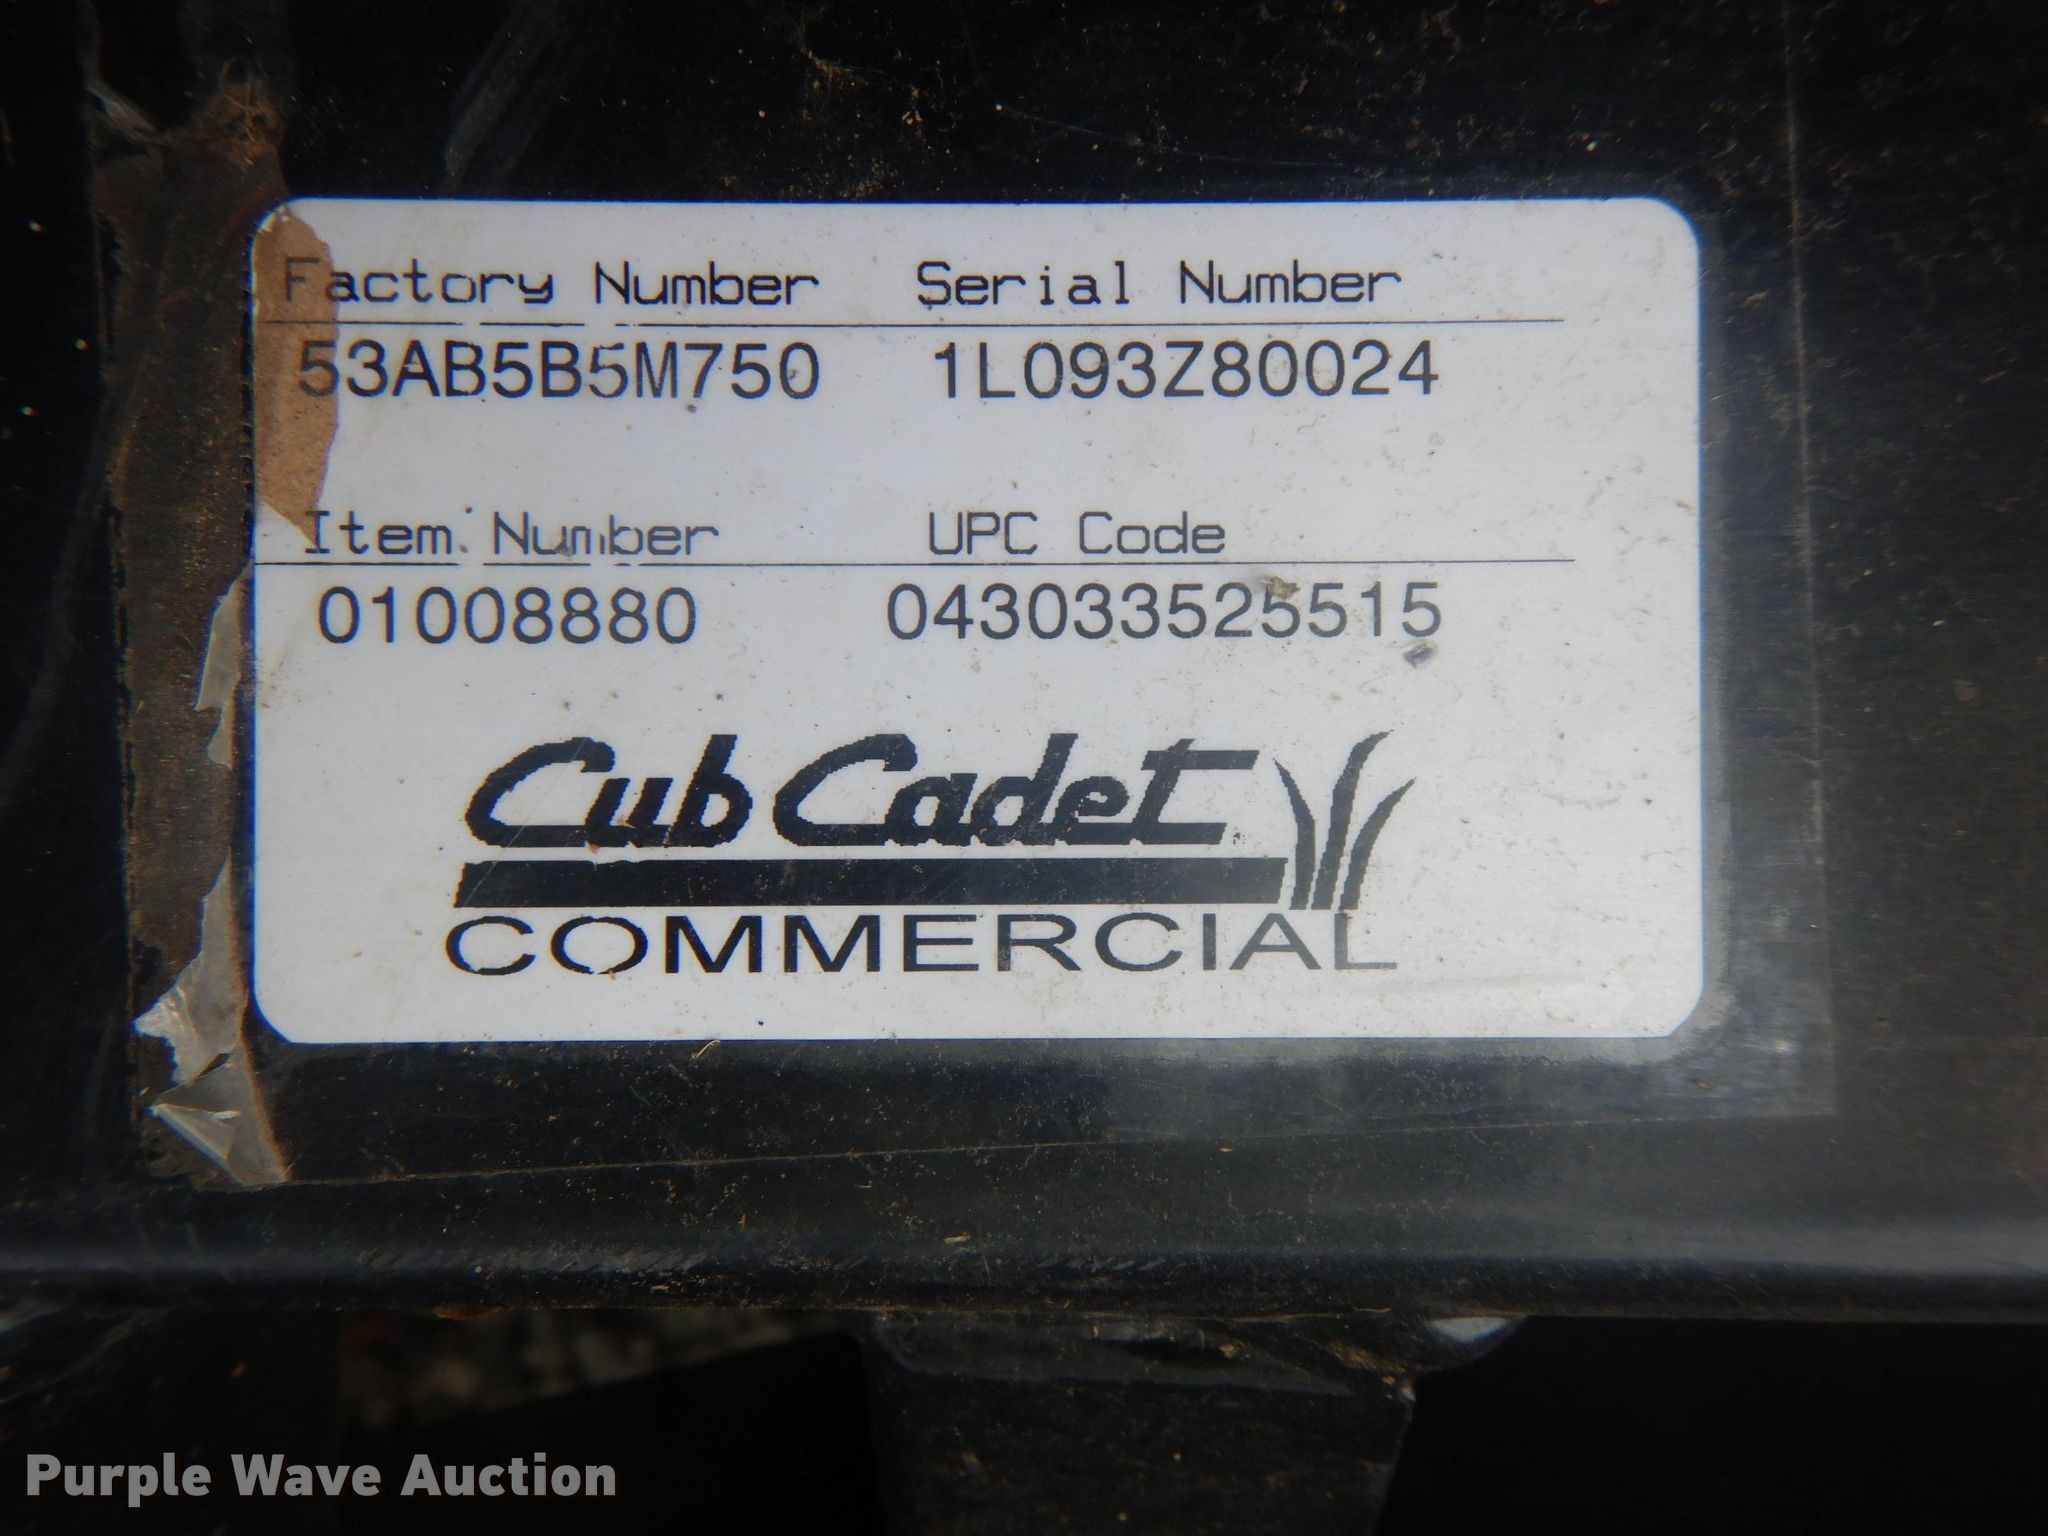 Factory Number Serial Number
53AB5B5M750 1L093Z80024
Item Number UPC Code
01008880 043033525515
Cub Cadet
COMMERCIAL
Purple Wave Auction